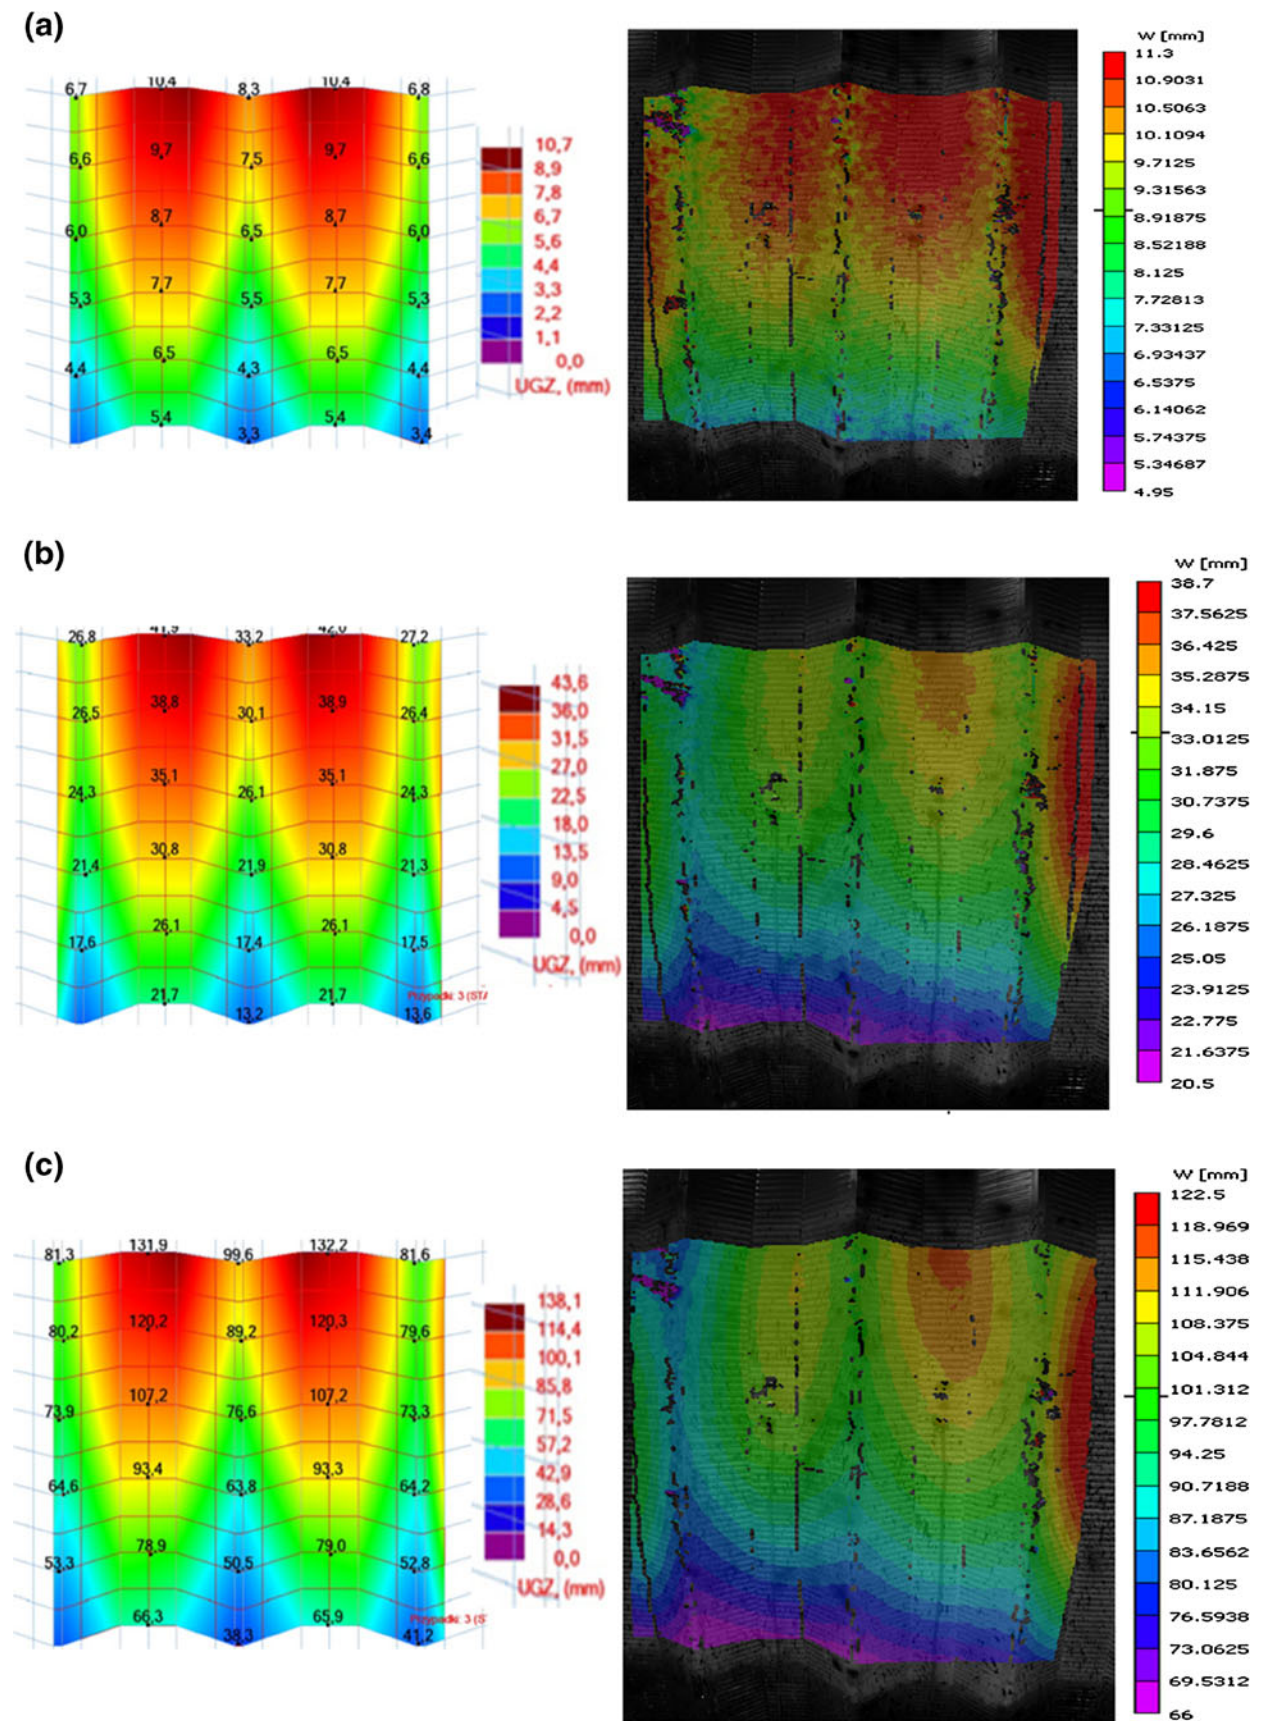 (a)
6.7 10.4 8.3 10.4 6.8
6,6 9,7 7,5 9,7 6,6
6,0 8,7 6,5 8,7 6,0
5,3 7,7 5,5 7,7 5,3
4,4 6,5 4,3 6,5 4,4
5,4 3,3 5,4 3,4
10,7
8,9
7,8
6,7
5,6
4,4
3,3
2,2
1,1
0,0
UGZ, (mm)
W [mm]
11.3
10.9031
10.5063
10.1094
9.7125
9.31563
8.91875
8.52188
8.125
7.72813
7.33125
6.93437
6.5375
6.14062
5.74375
5.34687
4.95
(b)
26.8 41,9 33.2 42,0 27,2
26,5 38,8 30,1 38,9 26,4
24,3 35,1 26,1 35,1 24,3
21,4 30,8 21,9 30,8 21,3
17,6 26,1 17,4 26,1 17,5
21,7 13,2 21,7 13,6
Przypadki: 3 (STA
43,6
36,0
31,5
27,0
22,5
18,0
13,5
9,0
4,5
0,0
UGZ, (mm)
W [mm]
38.7
37.5625
36.425
35.2875
34.15
33.0125
31.875
30.7375
29.6
28.4625
27.325
26.1875
25.05
23.9125
22.775
21.6375
20.5
(c)
81,3 131,9 99,6 132,2 81,6
80,2 120,2 89,2 120,3 79,6
73,9 107,2 76,6 107,2 73,3
64,6 93,4 63,8 93,3 64,2
53,3 78,9 50,5 79,0 52,8
66,3 38,3 65,9 41,2
Przypadki: 3 (S
138,1
114,4
100,1
85,8
71,5
57,2
42,9
28,6
14,3
0,0
UGZ, (mm)
W [mm]
122.5
118.969
115.438
111.906
108.375
104.844
101.312
97.7812
94.25
90.7188
87.1875
83.6562
80.125
76.5938
73.0625
69.5312
66